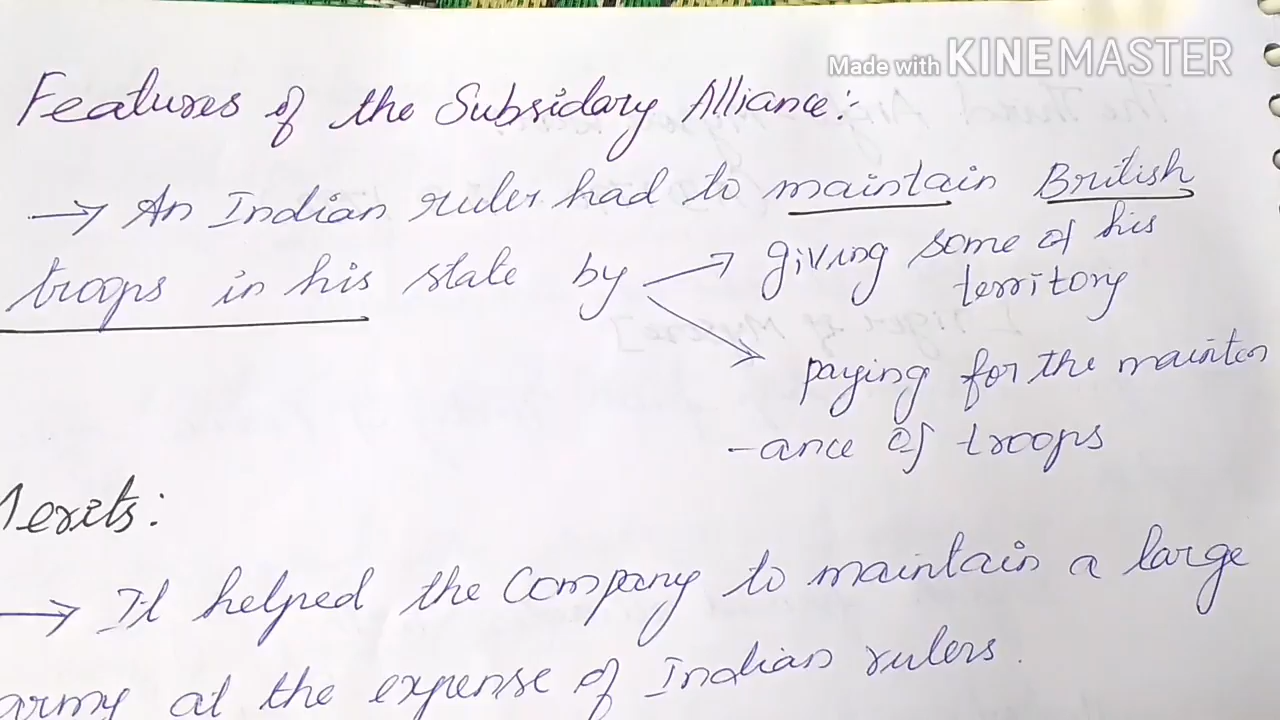 Made with KINEMASTER
Features of the Subsidary Alliance:-
→ An Indian ruler had to maintain British
troops in his state by → giving some of his
territory
→ paying for the mainten
-ance of troops
Merits:
→ It helped the Company to maintain a large
army at the expense of Indian rulers.